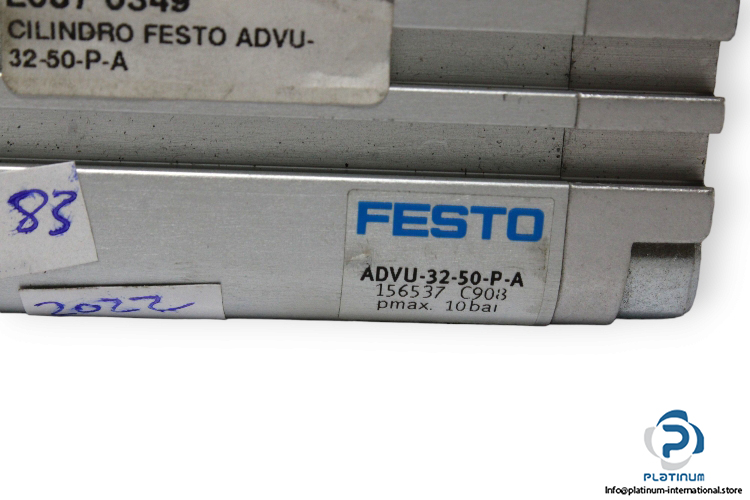 CILINDRO FESTO ADVU-
32-50-P-A
83
2022
FESTO
ADVU-32-50-P-A
156537 C908
pmax. 10bar
PLATINUM
Info@platinum-international.store